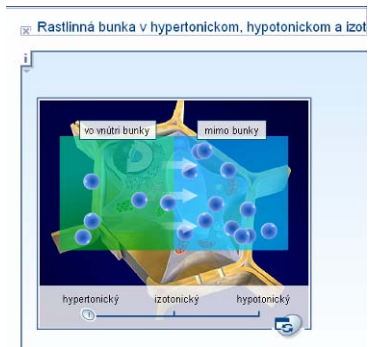 Rastlinná bunka v hypertonickom, hypotonickom a izot
i
vo vnútri bunky mimo bunky
hypertonický izotonický hypotonický